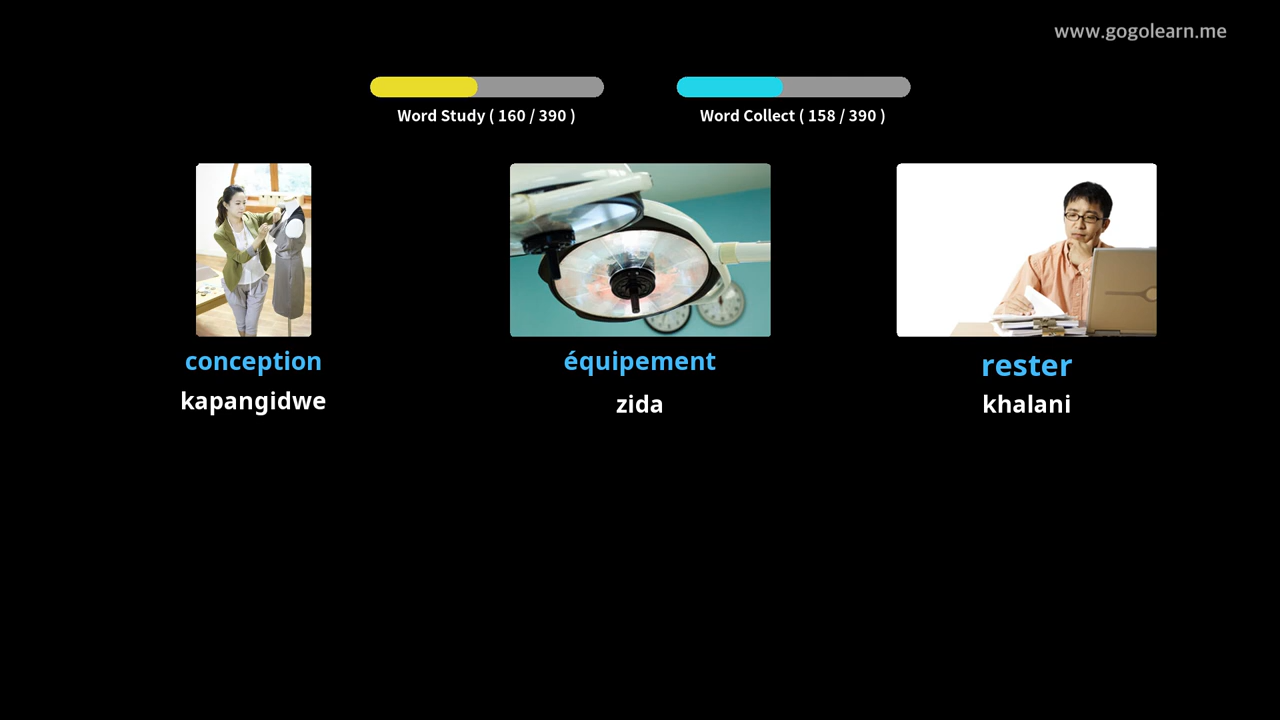 www.gogolearn.me
Word Study ( 160 / 390 )
Word Collect ( 158 / 390 )
conception
kapangidwe
équipement
zida
rester
khalani